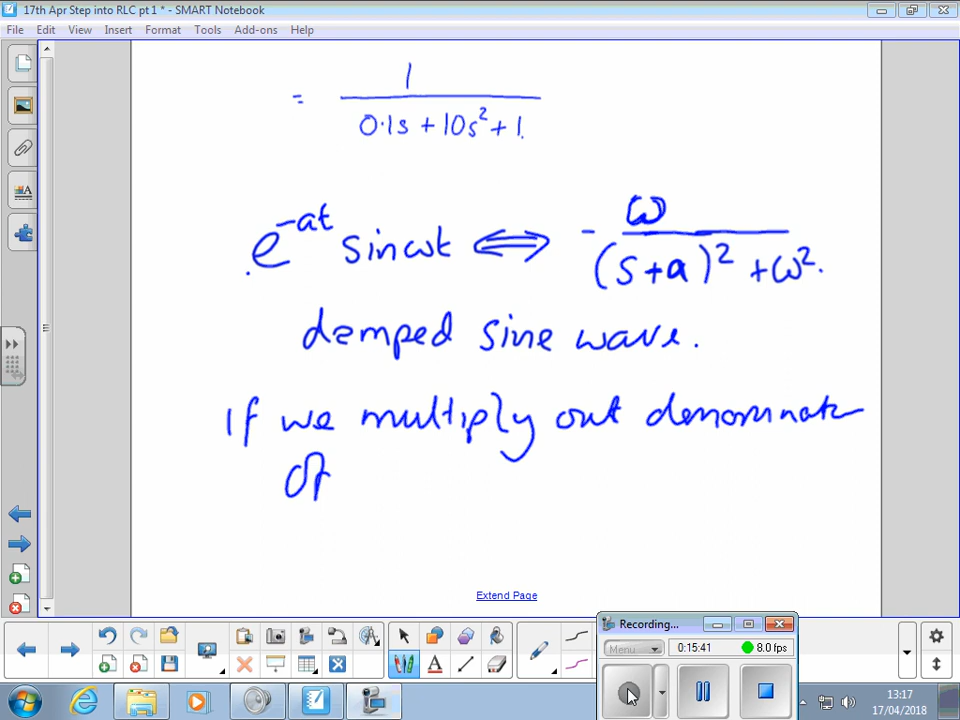 17th Apr Step into RLC pt 1 * - SMART Notebook
File Edit View Insert Format Tools Add-ons Help
= 1 / (0.1s + 10s² + 1)
e^-at sin ωt ⟺ ω / ((s+a)² + ω²)
damped sine wave.
If we multiply out denominator
of
Extend Page
Recording...
Menu 0:15:41 8.0 fps
13:17
17/04/2018